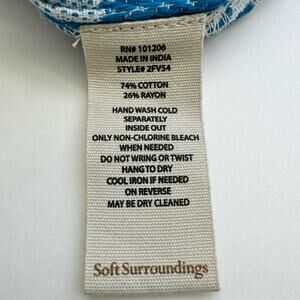 RN# 101206
MADE IN INDIA
STYLE# 2FV54
74% COTTON
26% RAYON
HAND WASH COLD
SEPARATELY
INSIDE OUT
ONLY NON-CHLORINE BLEACH
WHEN NEEDED
DO NOT WRING OR TWIST
HANG TO DRY
COOL IRON IF NEEDED
ON REVERSE
MAY BE DRY CLEANED
Soft Surroundings